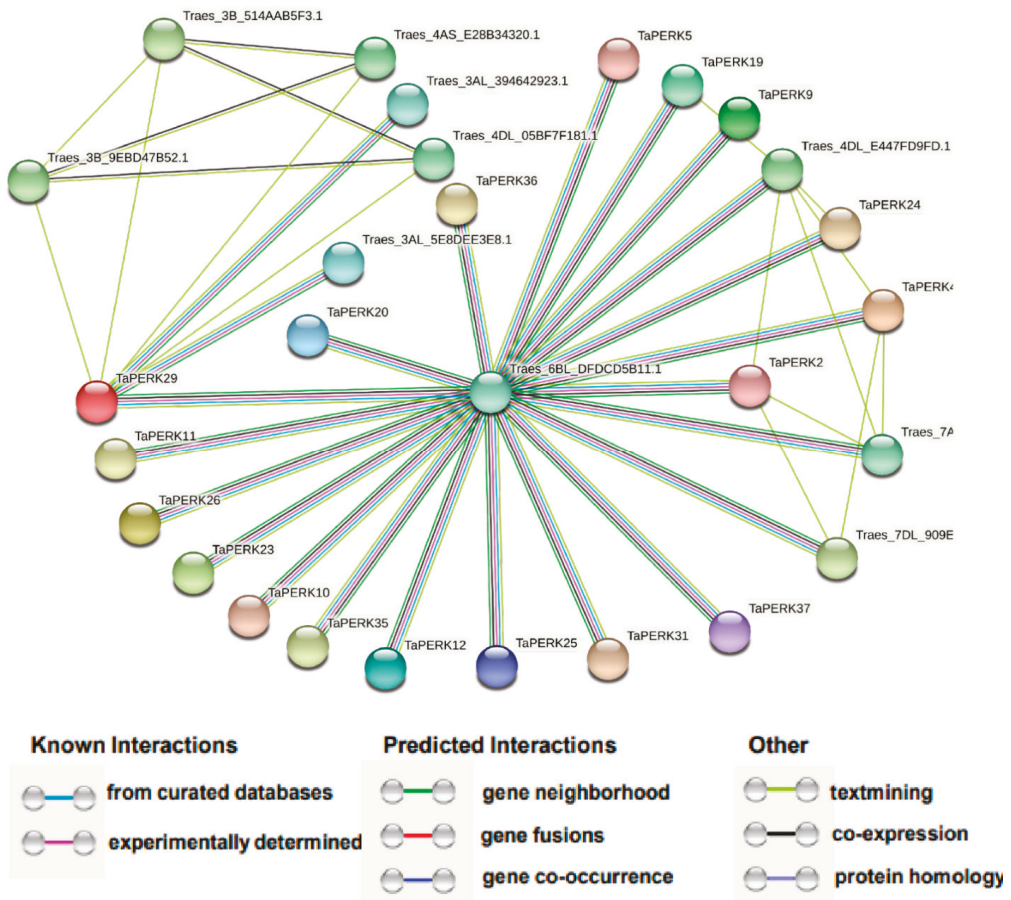 Traes_3B_514AAB5F3.1
TaPERK5
Traes_4AS_E28B34320.1
TaPERK19
Traes_3AL_394642923.1
TaPERK9
Traes_4DL_05BF7F181.1
Traes_4DL_E447FD9FD.1
Traes_3B_9EBD47B52.1
TaPERK36
TaPERK24
Traes_3AL_5E8DEE3E8.1
TaPERK4
TaPERK20
TaPERK2
Traes_6BL_DFDCD5B11.1
TaPERK29
Traes_7A
TaPERK11
TaPERK26
Traes_7DL_909E
TaPERK23
TaPERK10
TaPERK37
TaPERK35
TaPERK12
TaPERK25
TaPERK31
Known Interactions
from curated databases
experimentally determined
Predicted Interactions
gene neighborhood
gene fusions
gene co-occurrence
Other
textmining
co-expression
protein homology